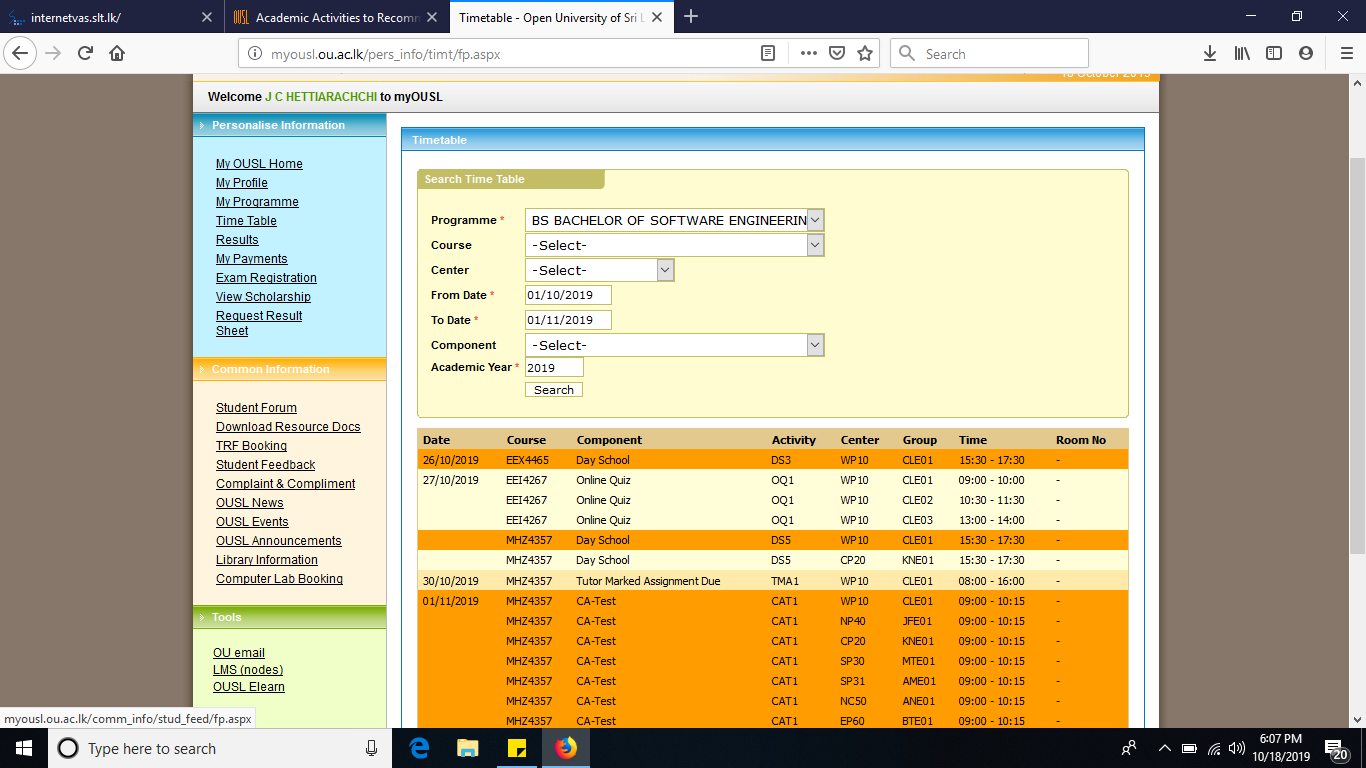 internetvas.slt.lk/
Academic Activities to Recomm
Timetable - Open University of Sri L
myousl.ou.ac.lk/pers_info/timt/fp.aspx
Search
Welcome J C HETTIARACHCHI to myOUSL
Personalise Information
My OUSL Home
My Profile
My Programme
Time Table
Results
My Payments
Exam Registration
View Scholarship
Request Result
Sheet
Common Information
Student Forum
Download Resource Docs
TRF Booking
Student Feedback
Complaint & Compliment
OUSL News
OUSL Events
OUSL Announcements
Library Information
Computer Lab Booking
Tools
OU email
LMS (nodes)
OUSL Elearn
Timetable
Search Time Table
Programme * BS BACHELOR OF SOFTWARE ENGINEERIN
Course -Select-
Center -Select-
From Date * 01/10/2019
To Date * 01/11/2019
Component -Select-
Academic Year * 2019
Search
Date Course Component Activity Center Group Time Room No
26/10/2019 EEX4465 Day School DS3 WP10 CLE01 15:30 - 17:30 -
27/10/2019 EEI4267 Online Quiz OQ1 WP10 CLE01 09:00 - 10:00 -
EEI4267 Online Quiz OQ1 WP10 CLE02 10:30 - 11:30 -
EEI4267 Online Quiz OQ1 WP10 CLE03 13:00 - 14:00 -
MHZ4357 Day School DS5 WP10 CLE01 15:30 - 17:30 -
MHZ4357 Day School DS5 CP20 KNE01 15:30 - 17:30 -
30/10/2019 MHZ4357 Tutor Marked Assignment Due TMA1 WP10 CLE01 08:00 - 16:00 -
01/11/2019 MHZ4357 CA-Test CAT1 WP10 CLE01 09:00 - 10:15 -
MHZ4357 CA-Test CAT1 NP40 JFE01 09:00 - 10:15 -
MHZ4357 CA-Test CAT1 CP20 KNE01 09:00 - 10:15 -
MHZ4357 CA-Test CAT1 SP30 MTE01 09:00 - 10:15 -
MHZ4357 CA-Test CAT1 SP31 AME01 09:00 - 10:15 -
MHZ4357 CA-Test CAT1 NC50 ANE01 09:00 - 10:15 -
MHZ4357 CA-Test CAT1 EP60 BTE01 09:00 - 10:15 -
myousl.ou.ac.lk/comm_info/stud_feed/fp.aspx
Type here to search
6:07 PM
10/18/2019
20